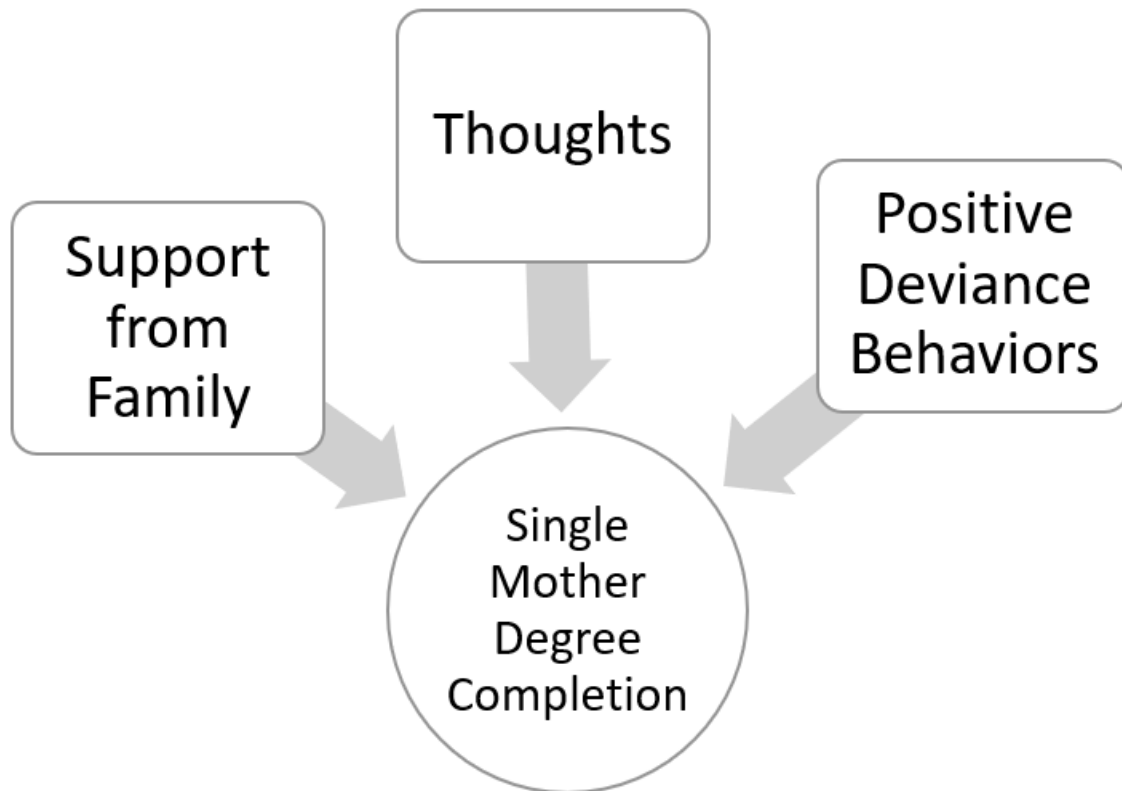 Thoughts
Support
from
Family
Positive
Deviance
Behaviors
Single
Mother
Degree
Completion